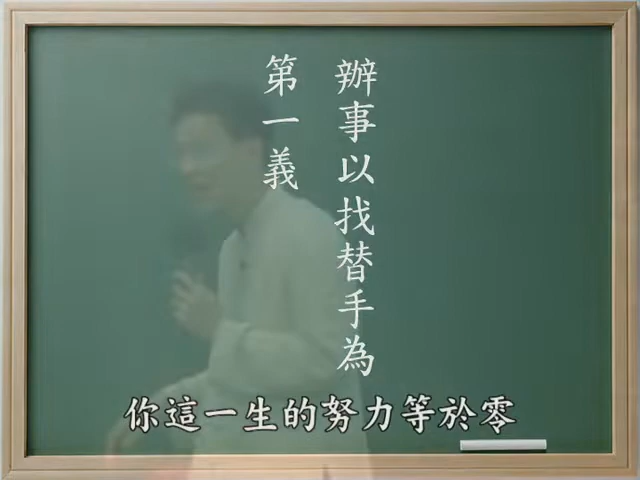 辦事以找替手為
第一義
你這一生的努力等於零